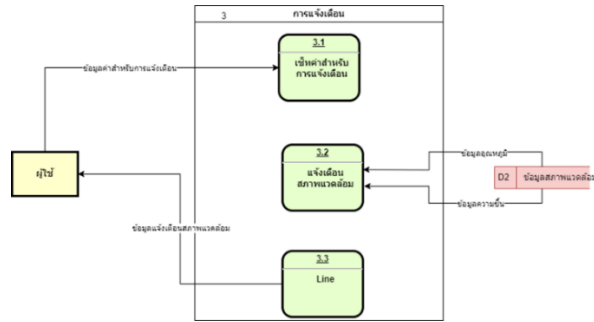 3 การแจ้งเตือน
3.1
เซ็ทค่าสำหรับ
การแจ้งเตือน
ข้อมูลค่าสำหรับการแจ้งเตือน
3.2
แจ้งเตือน
สภาพแวดล้อม
ข้อมูลอุณหภูมิ
ผู้ใช้
D2 ข้อมูลสภาพแวดล้อม
ข้อมูลความชื้น
ข้อมูลแจ้งเตือนสภาพแวดล้อม
3.3
Line